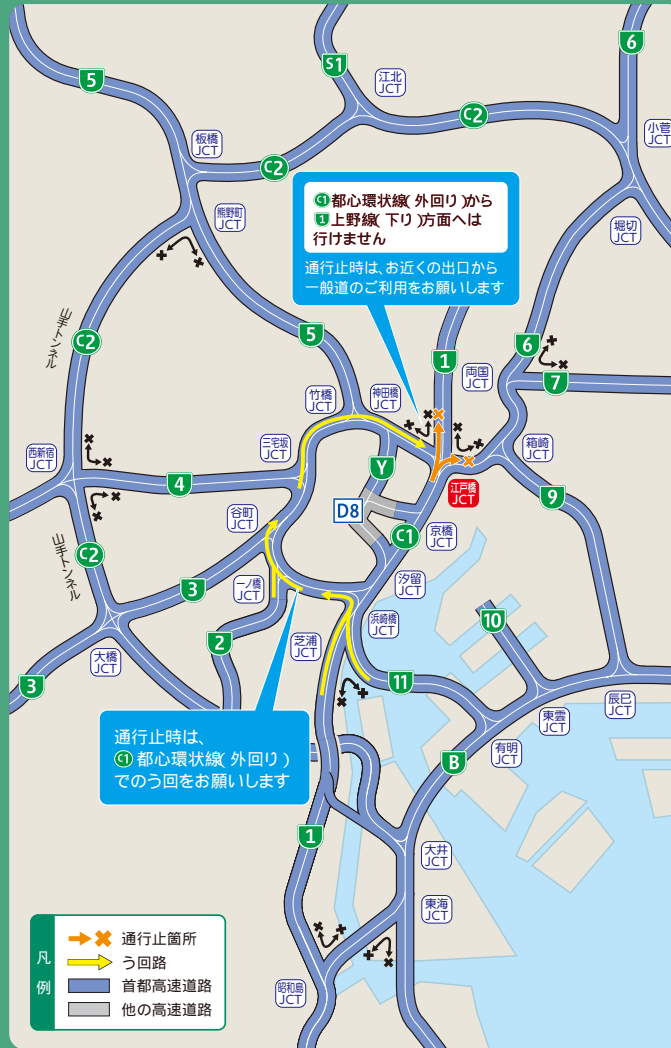 6
S1
5
江北
JCT
C2
小菅
JCT
板橋
JCT
C2
熊野町
JCT
C1都心環状線(外回り)から
1上野線(下り)方面へは
行けません
通行止時は、お近くの出口から
一般道のご利用をお願いします
堀切
JCT
山手トンネル
C2
5
1
両国
JCT
6
7
竹橋
JCT
神田橋
JCT
三宅坂
JCT
箱崎
JCT
西新宿
JCT
4
Y
江戸橋
JCT
9
谷町
JCT
D8
C1
京橋
JCT
山手トンネル
C2
汐留
JCT
3
一ノ橋
JCT
浜崎橋
JCT
10
大橋
JCT
2
芝浦
JCT
3
11
辰巳
JCT
東雲
JCT
有明
JCT
通行止時は、
C1都心環状線(外回り)
でのう回をお願いします
B
1
大井
JCT
東海
JCT
昭和島
JCT
凡例
通行止箇所
う回路
首都高速道路
他の高速道路